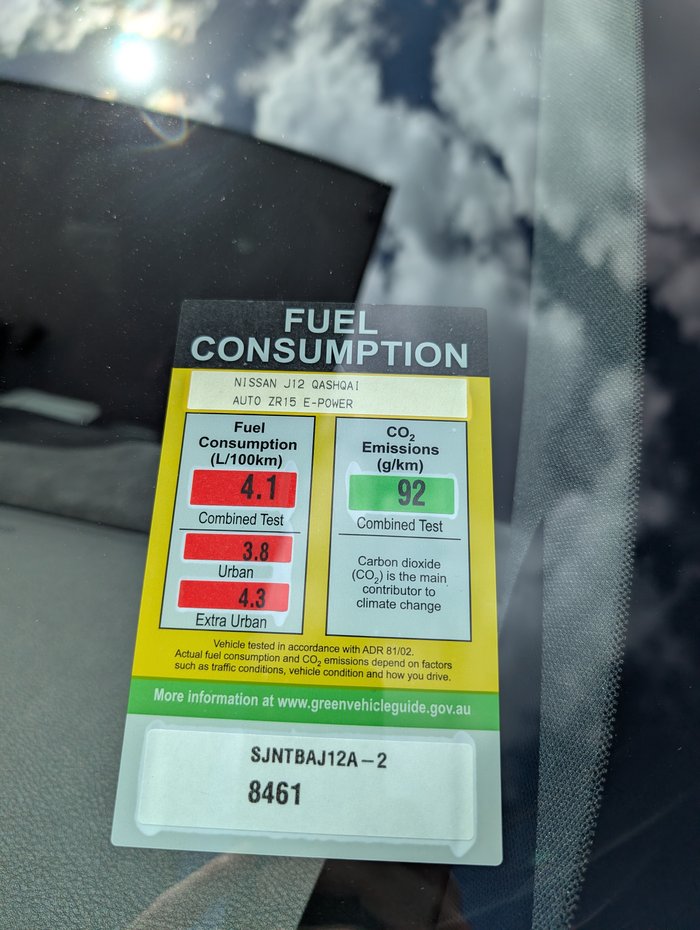 FUEL
CONSUMPTION
NISSAN J12 QASHQAI
AUTO ZR15 E-POWER
Fuel
Consumption
(L/100km)
4.1
Combined Test
3.8
Urban
4.3
Extra Urban
CO₂
Emissions
(g/km)
92
Combined Test
Carbon dioxide
(CO₂) is the main
contributor to
climate change
Vehicle tested in accordance with ADR 81/02.
Actual fuel consumption and CO₂ emissions depend on factors
such as traffic conditions, vehicle condition and how you drive.
More information at www.greenvehicleguide.gov.au
SJNTBAJ12A-2
8461